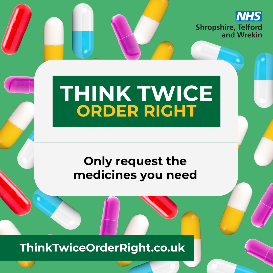 NHS
Shropshire, Telford
and Wrekin
THINK TWICE
ORDER RIGHT
Only request the
medicines you need
ThinkTwiceOrderRight.co.uk